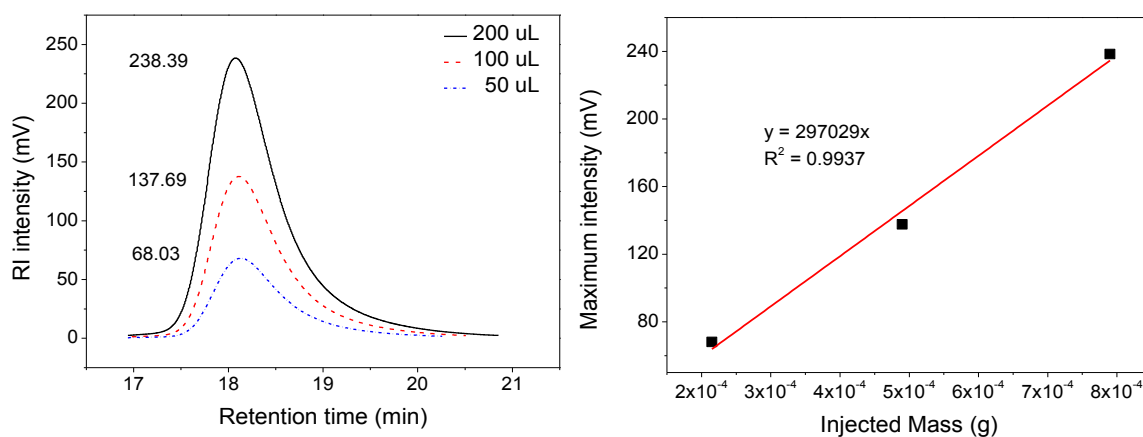 200 uL
100 uL
50 uL
238.39
137.69
68.03
250
200
150
100
50
0
RI intensity (mV)
17
18
19
20
21
Retention time (min)
240
200
160
120
80
Maximum intensity (mV)
y = 297029x
R² = 0.9937
2x10⁻⁴
3x10⁻⁴
4x10⁻⁴
5x10⁻⁴
6x10⁻⁴
7x10⁻⁴
8x10⁻⁴
Injected Mass (g)